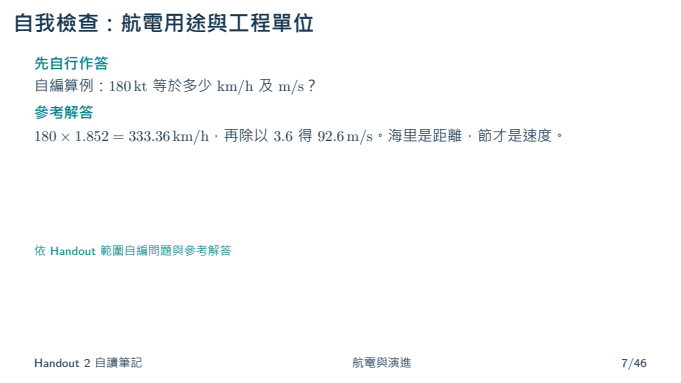 自我檢查：航電用途與工程單位
先自行作答
自編算例：180 kt 等於多少 km/h 及 m/s？
參考解答
180 × 1.852 = 333.36 km/h，再除以 3.6 得 92.6 m/s。海里是距離，節才是速度。
依 Handout 範圍自編問題與參考解答
Handout 2 自讀筆記
航電與演進
7/46